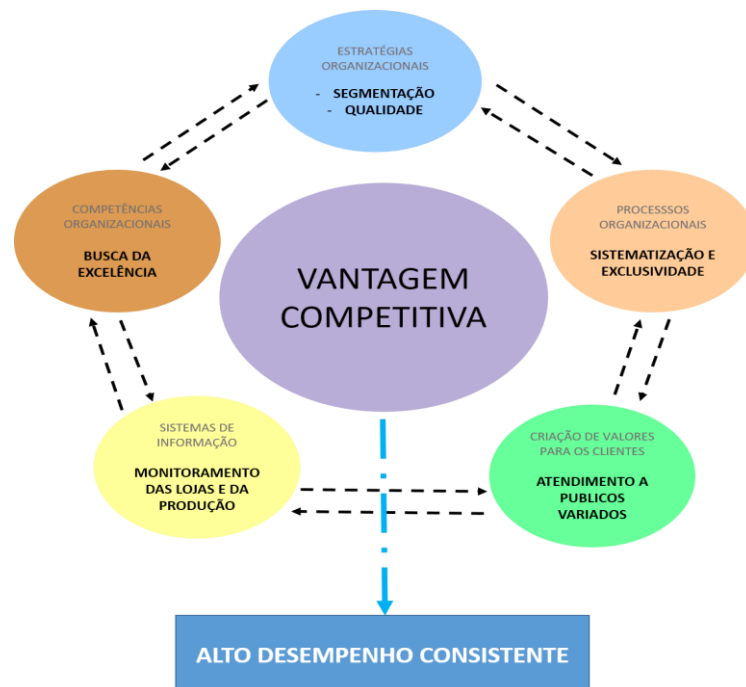 ESTRATÉGIAS
ORGANIZACIONAIS
- SEGMENTAÇÃO
- QUALIDADE
COMPETÊNCIAS
ORGANIZACIONAIS
BUSCA DA
EXCELÊNCIA
PROCESSSOS
ORGANIZACIONAIS
SISTEMATIZAÇÃO E
EXCLUSIVIDADE
VANTAGEM
COMPETITIVA
SISTEMAS DE
INFORMAÇÃO
MONITORAMENTO
DAS LOJAS E DA
PRODUÇÃO
CRIAÇÃO DE VALORES
PARA OS CLIENTES
ATENDIMENTO A
PUBLICOS
VARIADOS
ALTO DESEMPENHO CONSISTENTE